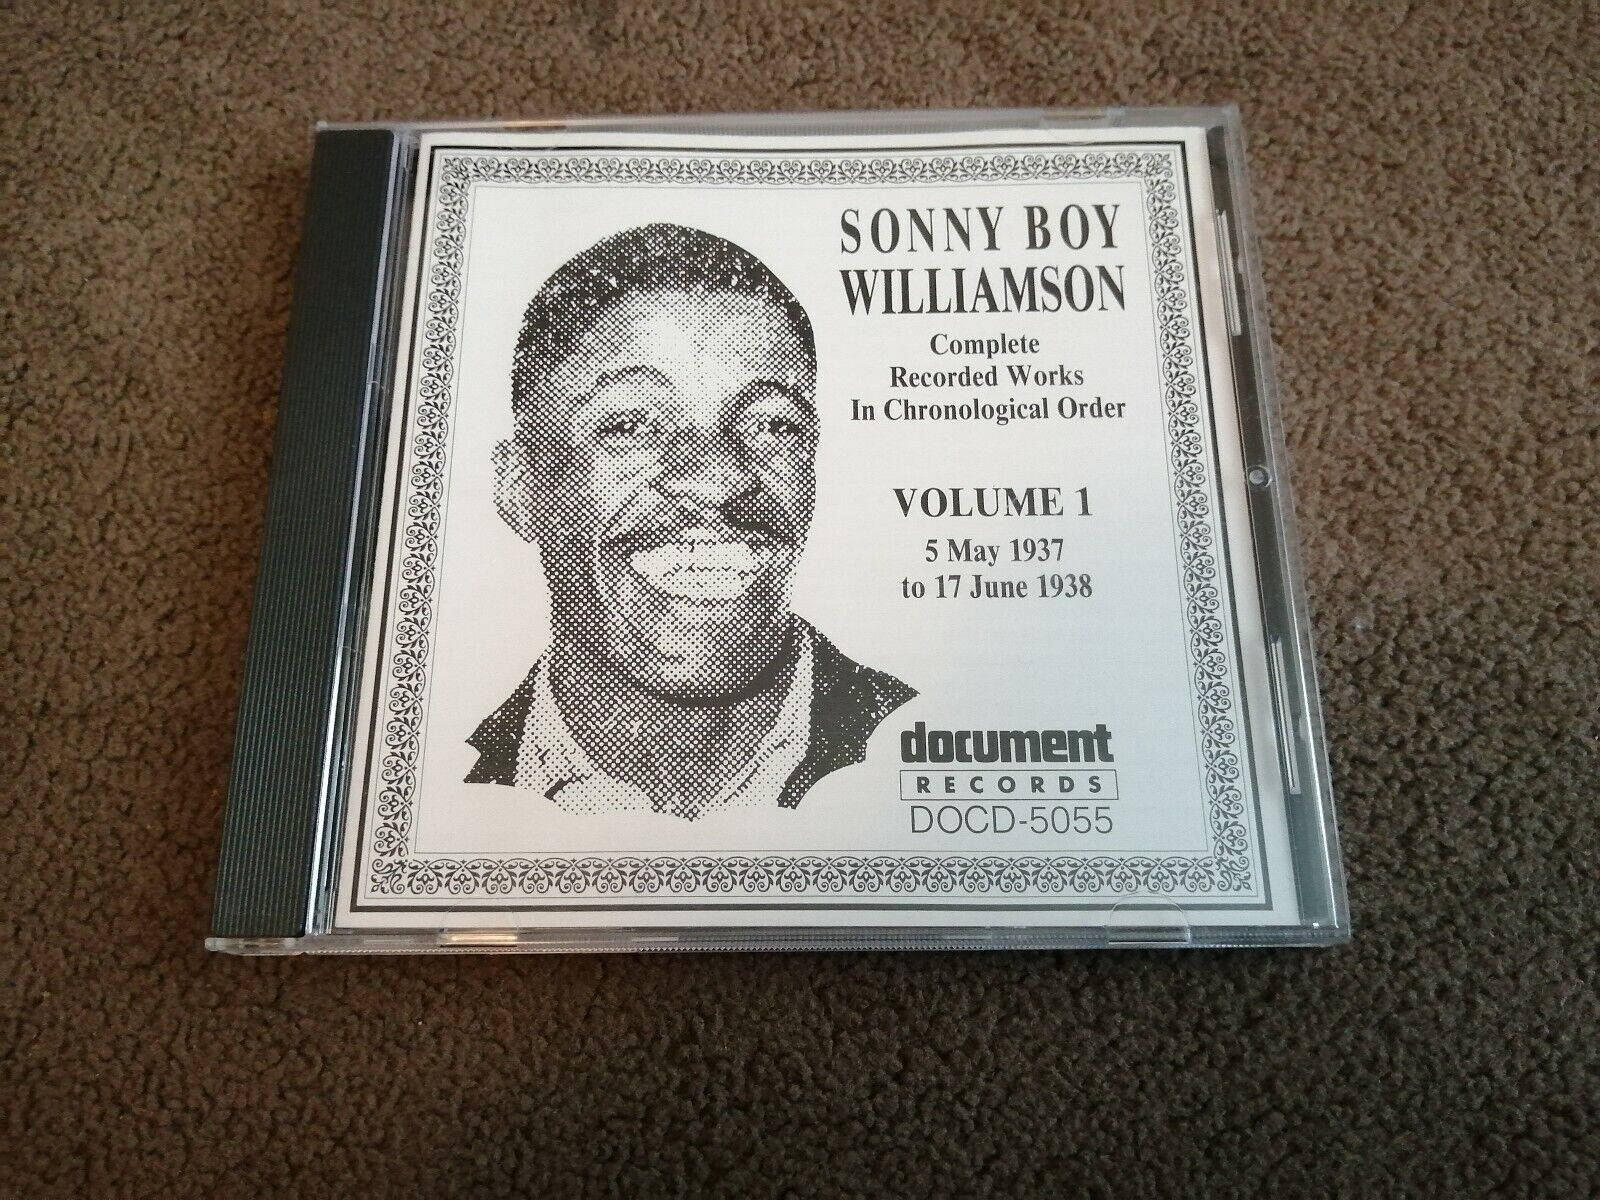 SONNY BOY
WILLIAMSON
Complete
Recorded Works
In Chronological Order
VOLUME 1
5 May 1937
to 17 June 1938
document
RECORDS
DOCD-5055